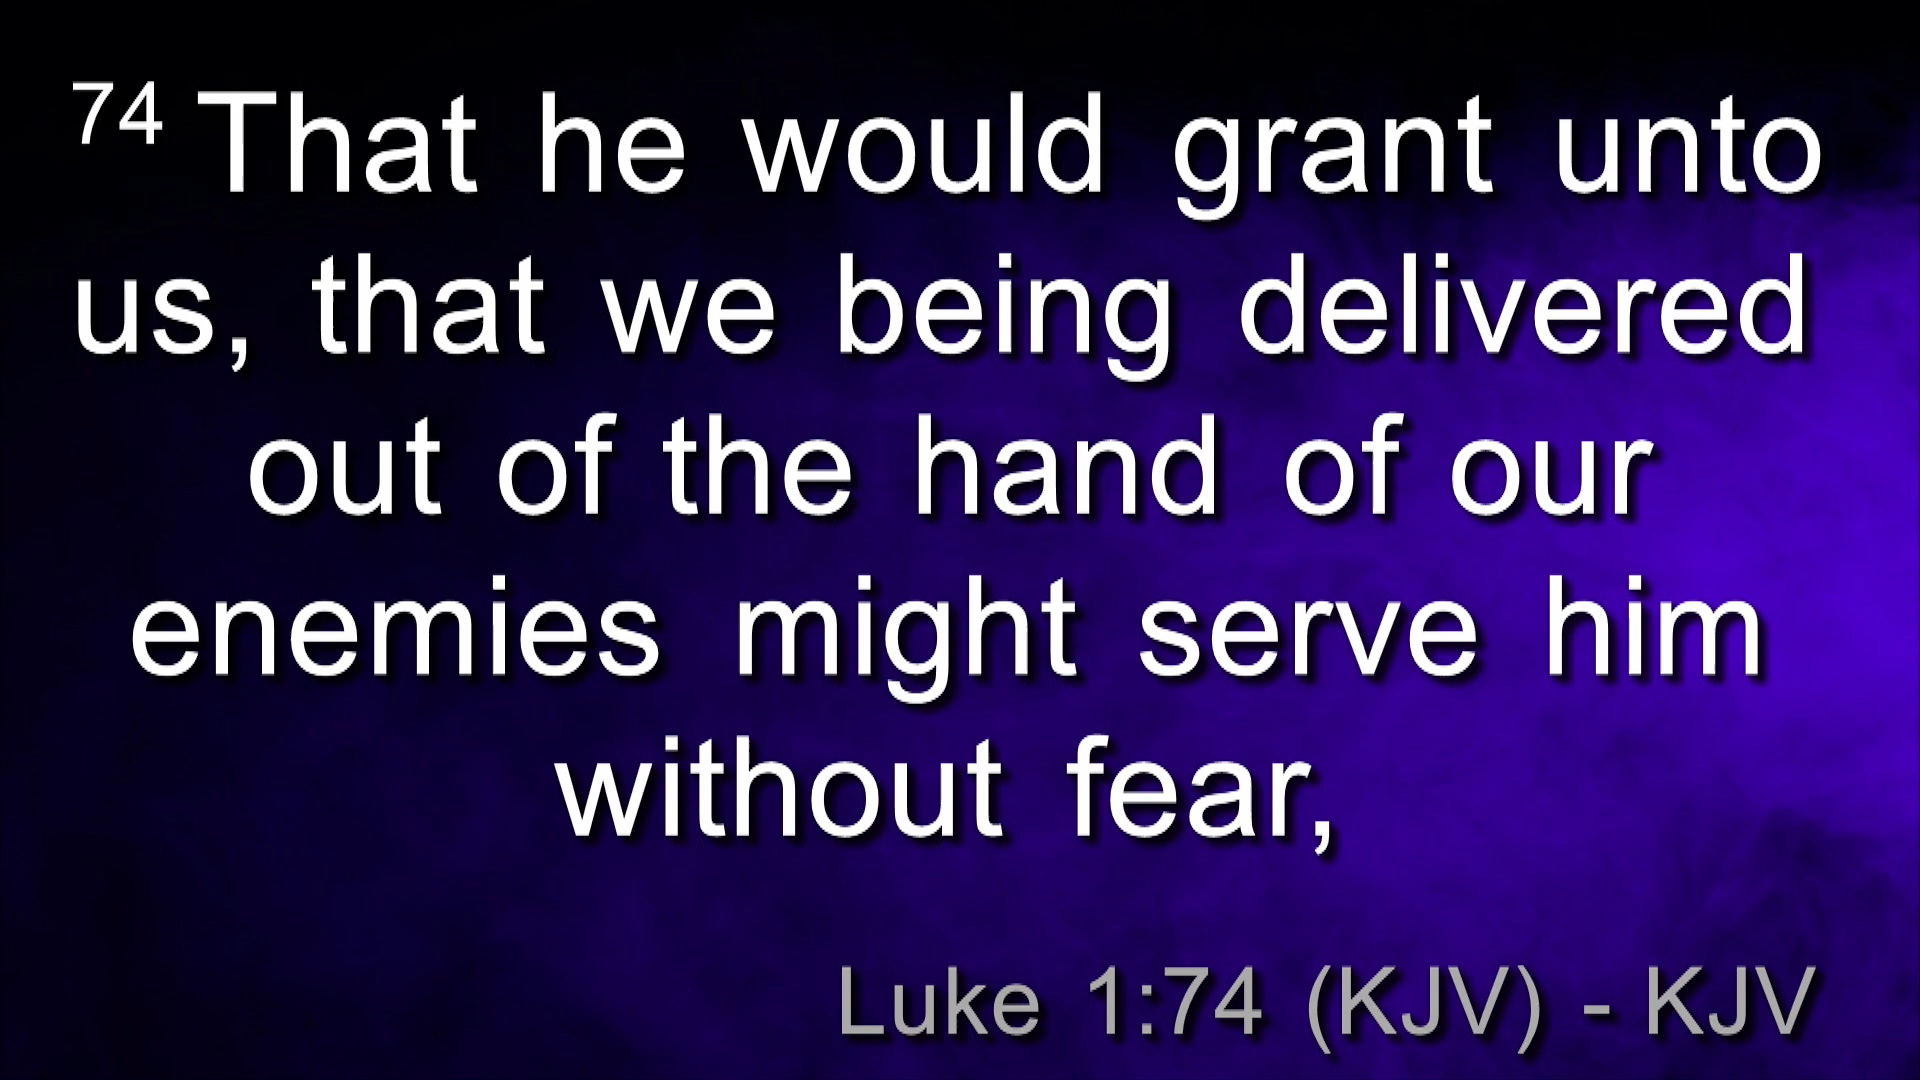 74 That he would grant unto
us, that we being delivered
out of the hand of our
enemies might serve him
without fear,
Luke 1:74 (KJV) - KJV